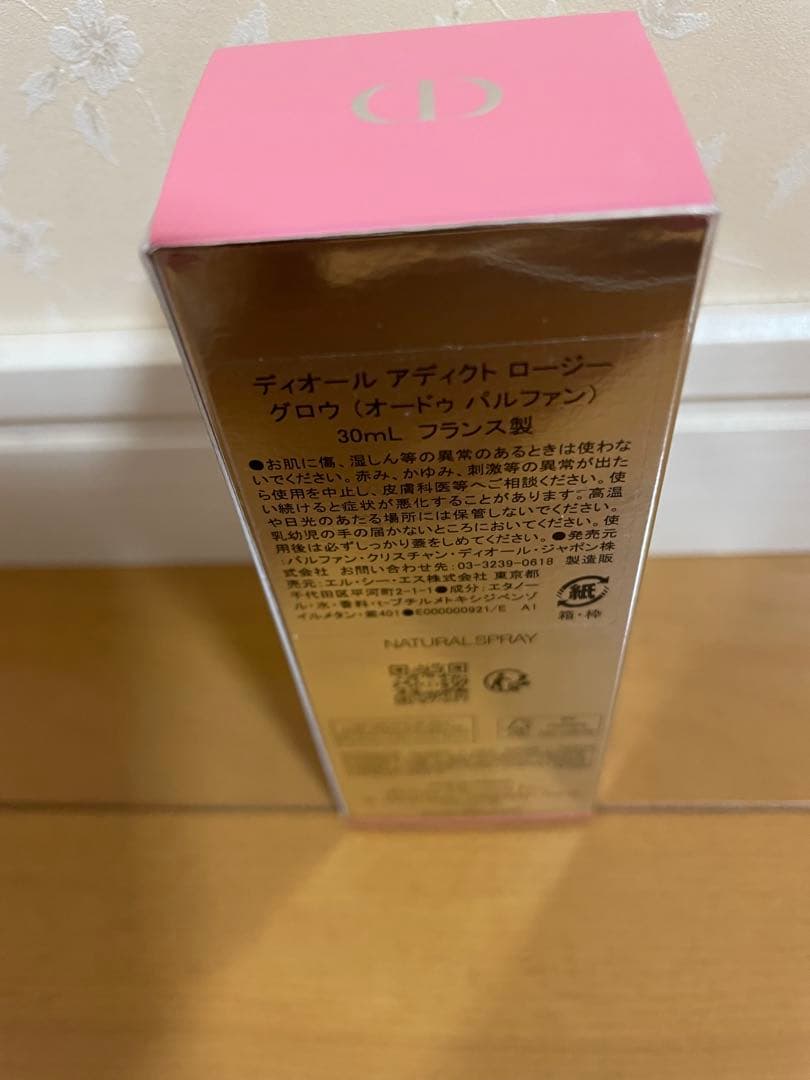 ディオール アディクト ロージー
グロウ (オードゥ パルファン)
30mL フランス製
●お肌に傷、湿しん等の異常のあるときは使わな
いでください。赤み、かゆみ、刺激等の異常が出た
ら使用を中止し、皮膚科医等へご相談ください。使
い続けると症状が悪化することがあります。高温
や日光のあたる場所には保管しないでください。
乳幼児の手の届かないところにおいてください。使
用後は必ずしっかり蓋をしめてください。●発売元
:パルファン・クリスチャン・ディオール・ジャポン株
式会社 お問い合わせ先:03-3239-0618 製造販
売元:エル・シー・エス株式会社 東京都
千代田区平河町2-1-1●成分:エタノー
ル・水・香料・t-ブチルメトキシジベンゾ
イルメタン・紫401●E000000921/E A1
紙
箱・枠
NATURAL SPRAY